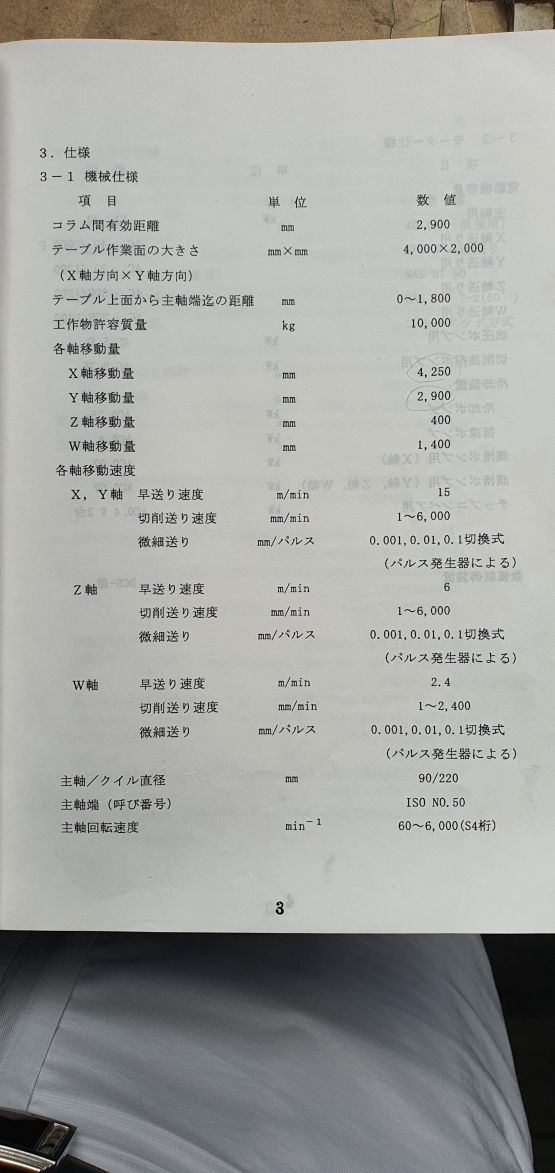 3．仕様
3－1 機械仕様
項 目 単 位 数 値
コラム間有効距離 mm 2,900
テーブル作業面の大きさ mm×mm 4,000×2,000
（X軸方向×Y軸方向）
テーブル上面から主軸端迄の距離 mm 0～1,800
工作物許容質量 kg 10,000
各軸移動量
X軸移動量 mm 4,250
Y軸移動量 mm 2,900
Z軸移動量 mm 400
W軸移動量 mm 1,400
各軸移動速度
X，Y軸 早送り速度 m/min 15
切削送り速度 mm/min 1～6,000
微細送り mm/パルス 0.001,0.01,0.1切換式
（パルス発生器による）
Z軸 早送り速度 m/min 6
切削送り速度 mm/min 1～6,000
微細送り mm/パルス 0.001,0.01,0.1切換式
（パルス発生器による）
W軸 早送り速度 m/min 2.4
切削送り速度 mm/min 1～2,400
微細送り mm/パルス 0.001,0.01,0.1切換式
（パルス発生器による）
主軸／クイル直径 mm 90/220
主軸端（呼び番号） ISO NO.50
主軸回転速度 min⁻¹ 60～6,000(S4桁)
3